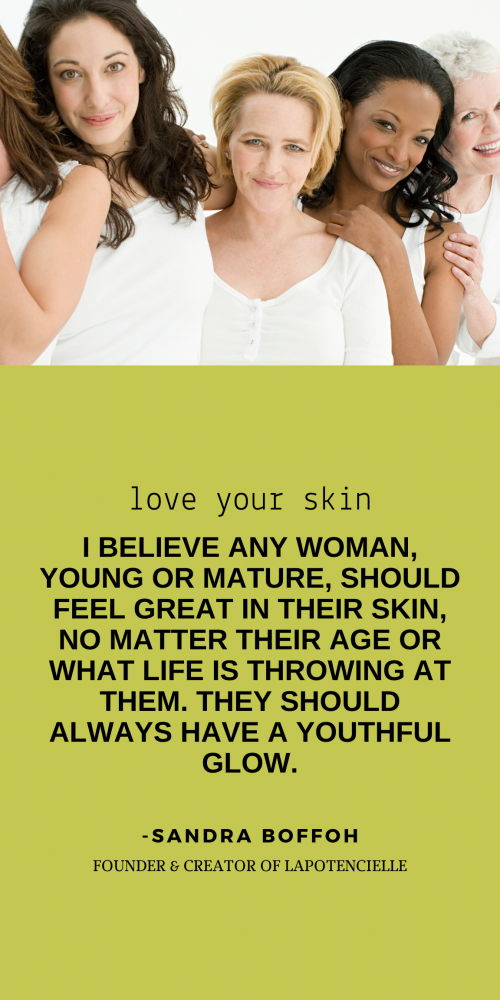 love your skin
I BELIEVE ANY WOMAN,
YOUNG OR MATURE, SHOULD
FEEL GREAT IN THEIR SKIN,
NO MATTER THEIR AGE OR
WHAT LIFE IS THROWING AT
THEM. THEY SHOULD
ALWAYS HAVE A YOUTHFUL
GLOW.
-SANDRA BOFFOH
FOUNDER & CREATOR OF LAPOTENCIELLE